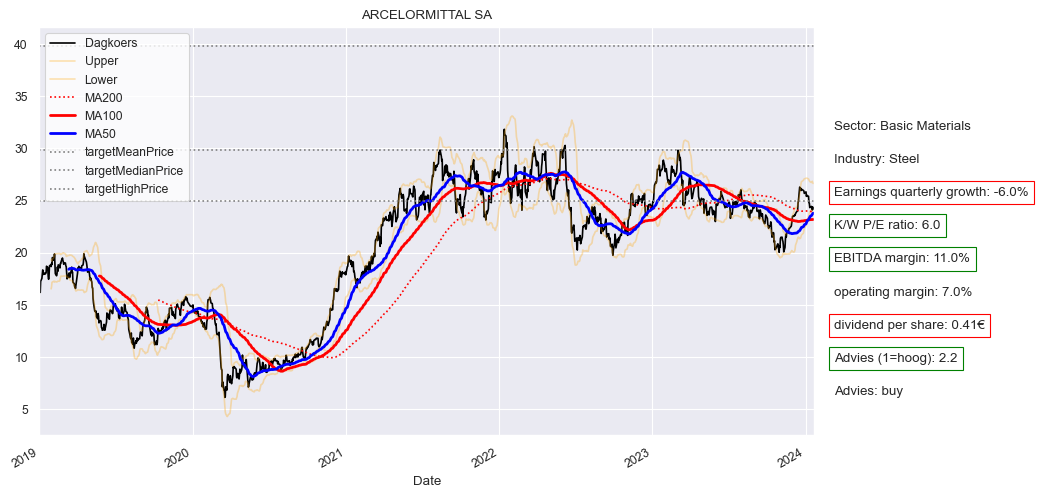 ARCELORMITTAL SA
40
35
30
25
20
15
10
5
Dagkoers
Upper
Lower
MA200
MA100
MA50
targetMeanPrice
targetMedianPrice
targetHighPrice
2019
2020
2021
2022
2023
2024
Date
Sector: Basic Materials
Industry: Steel
Earnings quarterly growth: -6.0%
K/W P/E ratio: 6.0
EBITDA margin: 11.0%
operating margin: 7.0%
dividend per share: 0.41€
Advies (1=hoog): 2.2
Advies: buy